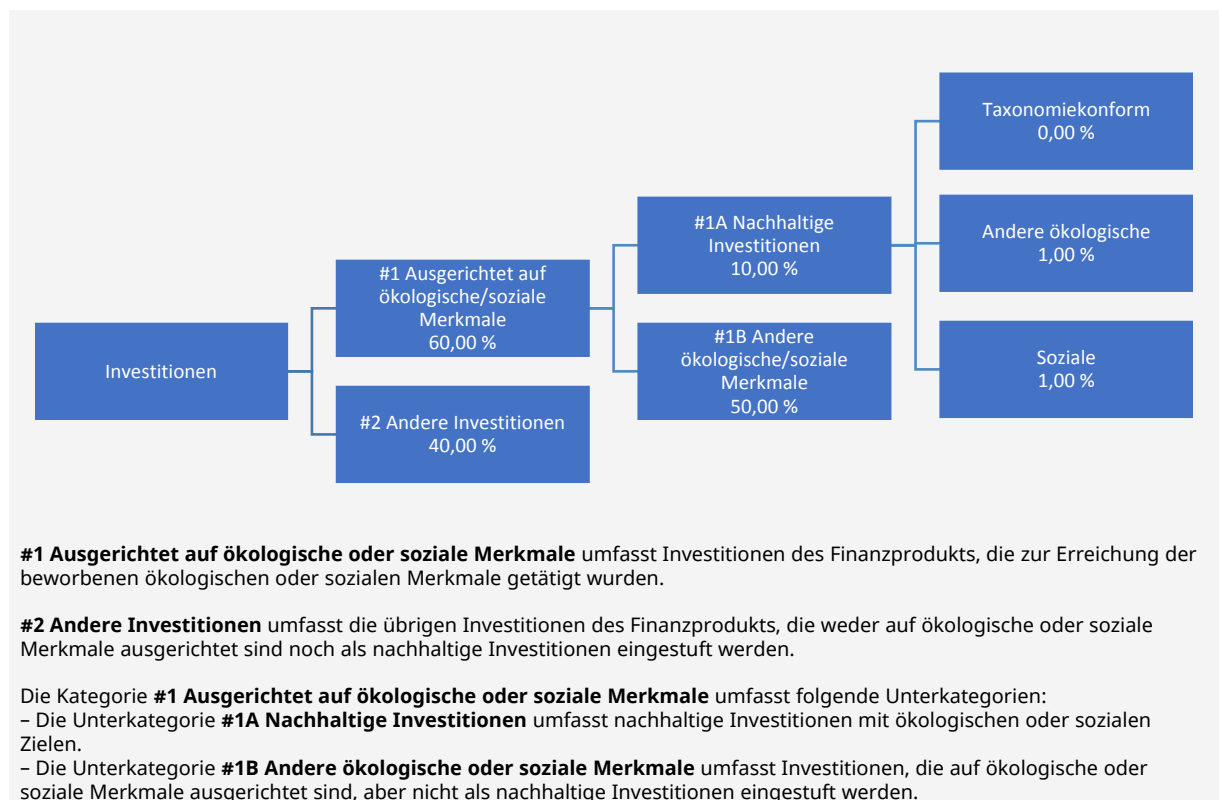 Investitionen
#1 Ausgerichtet auf
ökologische/soziale
Merkmale
60,00 %
#2 Andere Investitionen
40,00 %
#1A Nachhaltige
Investitionen
10,00 %
#1B Andere
ökologische/soziale
Merkmale
50,00 %
Taxonomiekonform
0,00 %
Andere ökologische
1,00 %
Soziale
1,00 %
#1 Ausgerichtet auf ökologische oder soziale Merkmale umfasst Investitionen des Finanzprodukts, die zur Erreichung der
beworbenen ökologischen oder sozialen Merkmale getätigt wurden.
#2 Andere Investitionen umfasst die übrigen Investitionen des Finanzprodukts, die weder auf ökologische oder soziale
Merkmale ausgerichtet sind noch als nachhaltige Investitionen eingestuft werden.
Die Kategorie #1 Ausgerichtet auf ökologische oder soziale Merkmale umfasst folgende Unterkategorien:
– Die Unterkategorie #1A Nachhaltige Investitionen umfasst nachhaltige Investitionen mit ökologischen oder sozialen
Zielen.
– Die Unterkategorie #1B Andere ökologische oder soziale Merkmale umfasst Investitionen, die auf ökologische oder
soziale Merkmale ausgerichtet sind, aber nicht als nachhaltige Investitionen eingestuft werden.